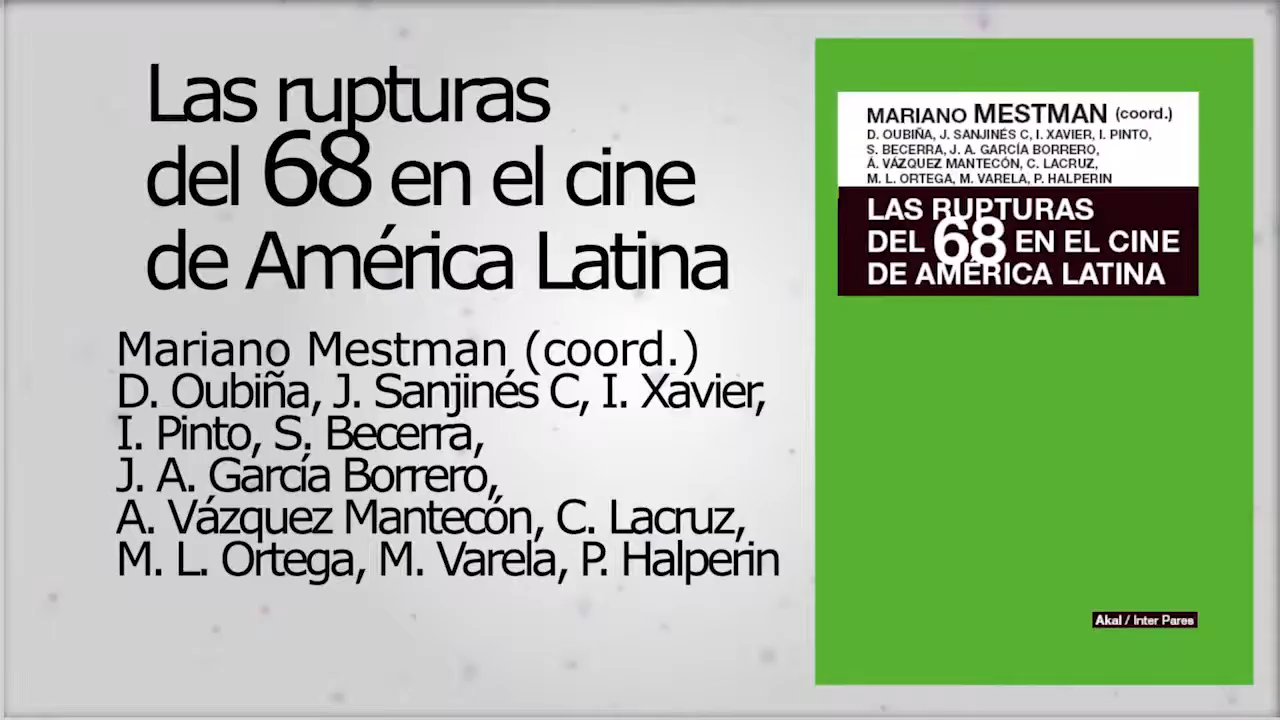 Las rupturas
del 68 en el cine
de América Latina
Mariano Mestman (coord.)
D. Oubiña, J. Sanjinés C, I. Xavier,
I. Pinto, S. Becerra,
J. A. García Borrero,
A. Vázquez Mantecón, C. Lacruz,
M. L. Ortega, M. Varela, P. Halperin
MARIANO MESTMAN (coord.)
D. OUBIÑA, J. SANJINÉS C, I. XAVIER, I. PINTO,
S. BECERRA, J. A. GARCÍA BORRERO,
Á. VÁZQUEZ MANTECÓN, C. LACRUZ,
M. L. ORTEGA, M. VARELA, P. HALPERIN
LAS RUPTURAS
DEL 68 EN EL CINE
DE AMÉRICA LATINA
Akal / Inter Pares